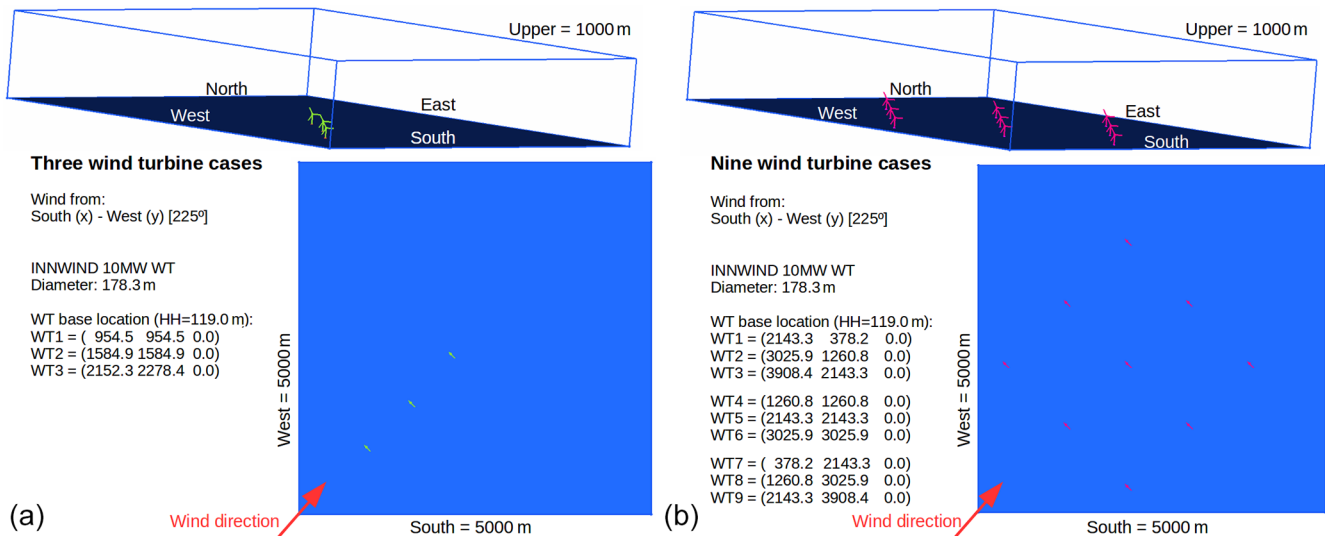 Upper = 1000 m
North
West
East
South
Three wind turbine cases
Wind from:
South (x) - West (y) [225º]
INNWIND 10MW WT
Diameter: 178.3 m
WT base location (HH=119.0 m):
WT1 = ( 954.5 954.5 0.0)
WT2 = (1584.9 1584.9 0.0)
WT3 = (2152.3 2278.4 0.0)
West = 5000 m
(a)
Wind direction
South = 5000 m
Upper = 1000 m
North
West
East
South
Nine wind turbine cases
Wind from:
South (x) - West (y) [225º]
INNWIND 10MW WT
Diameter: 178.3 m
WT base location (HH=119.0 m):
WT1 = (2143.3 378.2 0.0)
WT2 = (3025.9 1260.8 0.0)
WT3 = (3908.4 2143.3 0.0)
WT4 = (1260.8 1260.8 0.0)
WT5 = (2143.3 2143.3 0.0)
WT6 = (3025.9 3025.9 0.0)
WT7 = ( 378.2 2143.3 0.0)
WT8 = (1260.8 3025.9 0.0)
WT9 = (2143.3 3908.4 0.0)
West = 5000 m
(b)
Wind direction
South = 5000 m